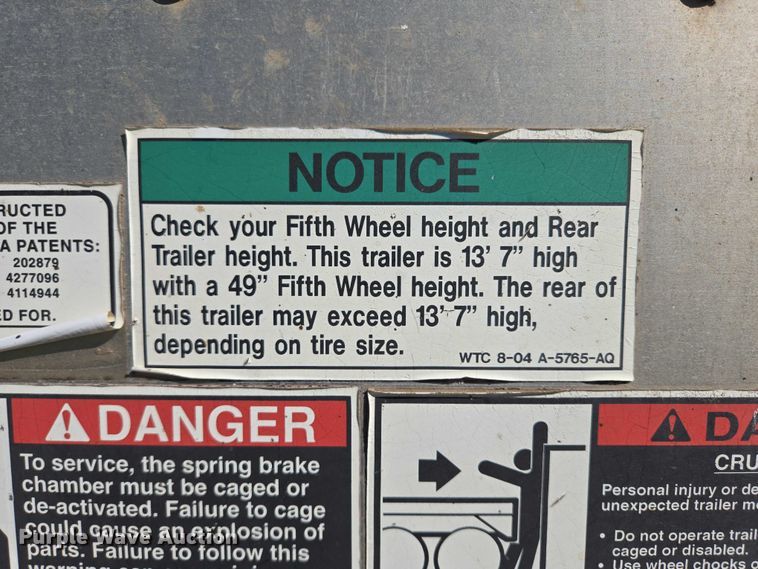 NOTICE
Check your Fifth Wheel height and Rear
Trailer height. This trailer is 13' 7" high
with a 49" Fifth Wheel height. The rear of
this trailer may exceed 13' 7" high,
depending on tire size.
WTC 8-04 A-5765-AQ
RUCTED
OF THE
A PATENTS:
202879
4277096
4114944
ED FOR.
DANGER
To service, the spring brake
chamber must be caged or
de-activated. Failure to cage
could cause an explosion of
parts. Failure to follow this
DA
CRU
Personal injury or de
unexpected trailer m
• Do not operate trail
caged or disabled.
• Use wheel chocks o
Purple Wave Auction